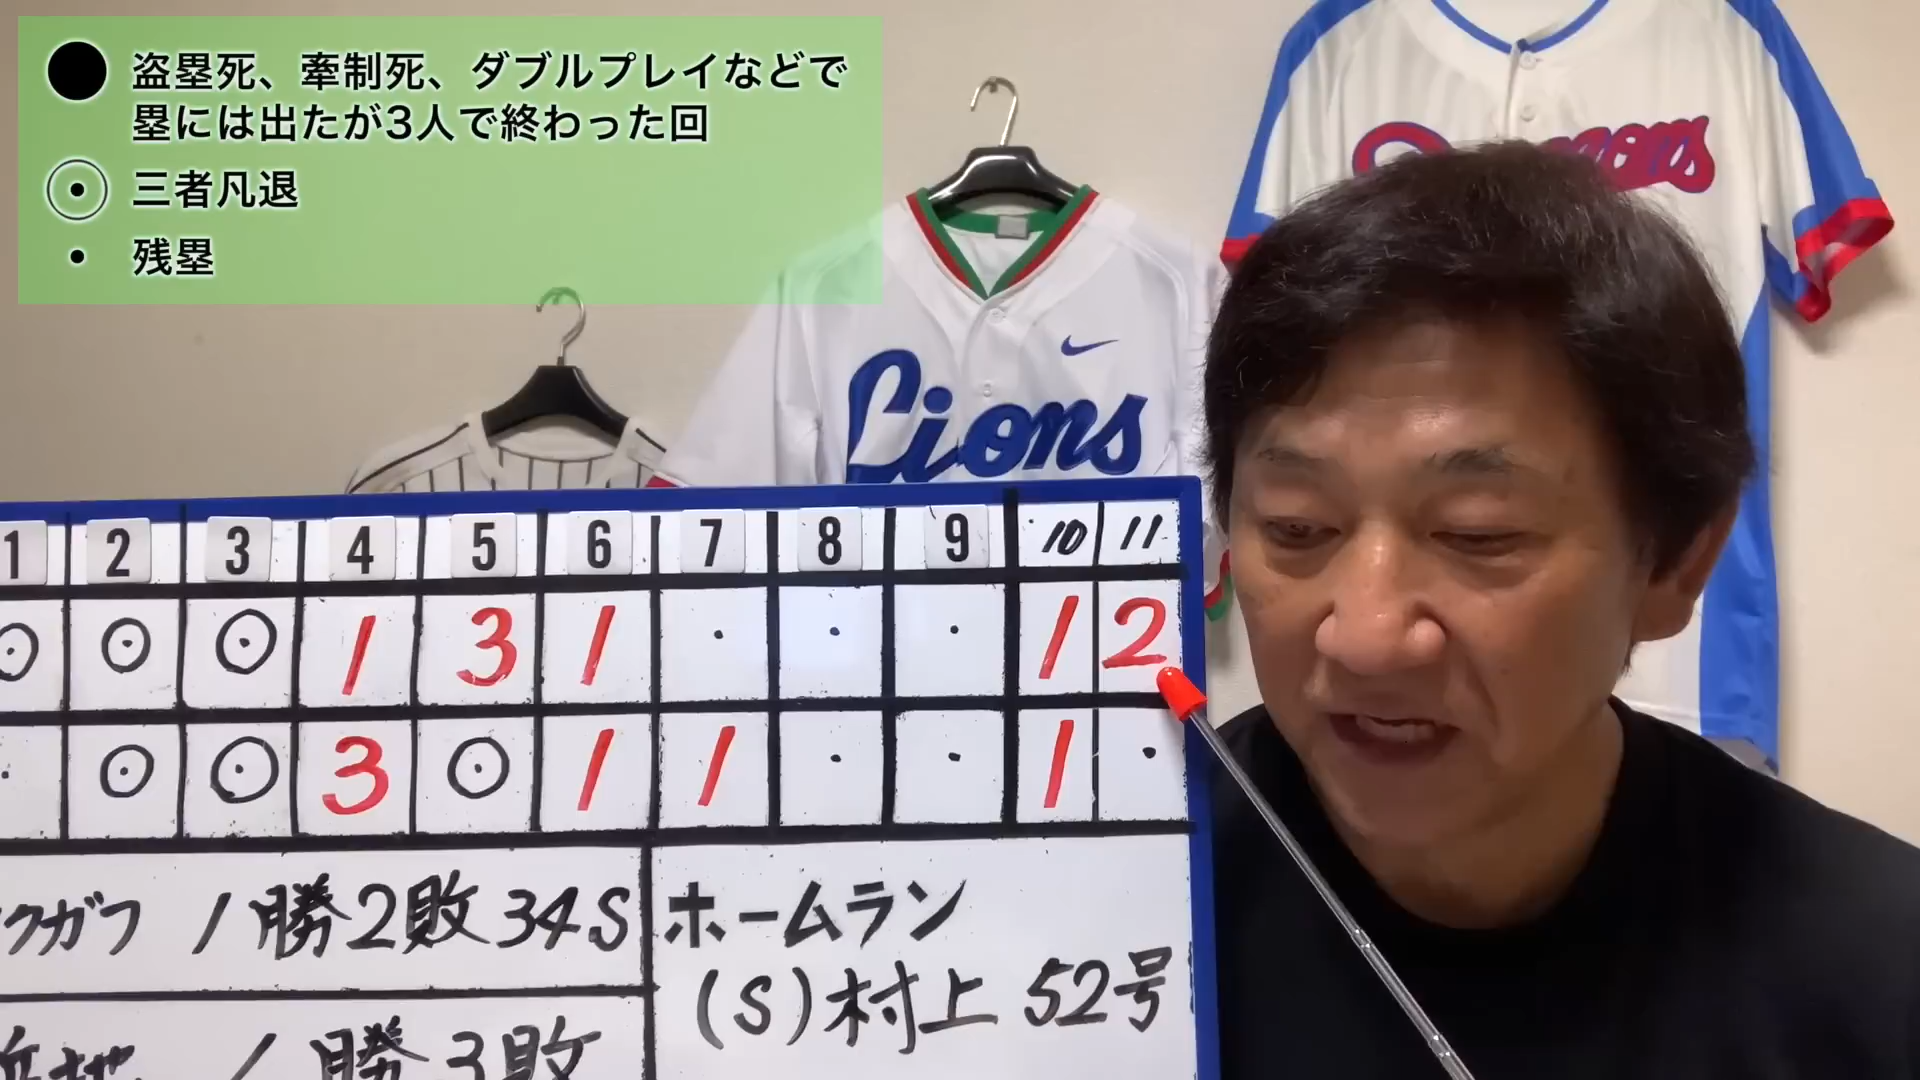 盗塁死、牽制死、ダブルプレイなどで
塁には出たが3人で終わった回
三者凡退
残塁
Lions
1 2 3 4 5 6 7 8 9 10 11
1 3 1 1 2
3 1 1 1
クガフ 1勝2敗34S
ホームラン
(S)村上 52号
1勝3敗